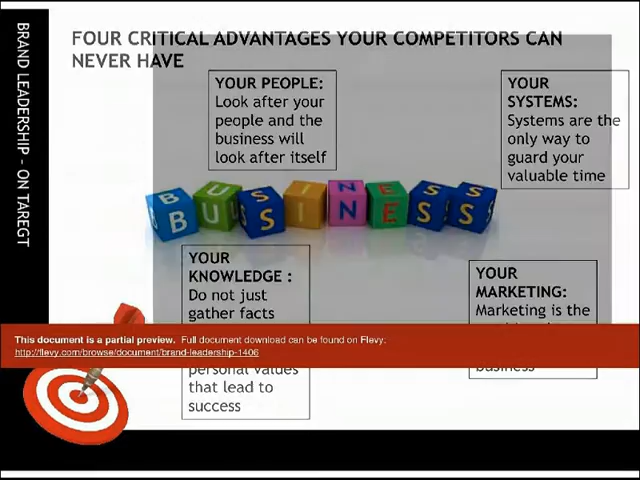 BRAND LEADERSHIP – ON TAREGT
FOUR CRITICAL ADVANTAGES YOUR COMPETITORS CAN
NEVER HAVE
YOUR PEOPLE:
Look after your
people and the
business will
look after itself
YOUR
SYSTEMS:
Systems are the
only way to
guard your
valuable time
BUSINESS
YOUR
KNOWLEDGE :
Do not just
gather facts
personal values
that lead to
success
YOUR
MARKETING:
Marketing is the
business
This document is a partial preview. Full document download can be found on Flevy:
http://flevy.com/browse/document/brand-leadership-1406